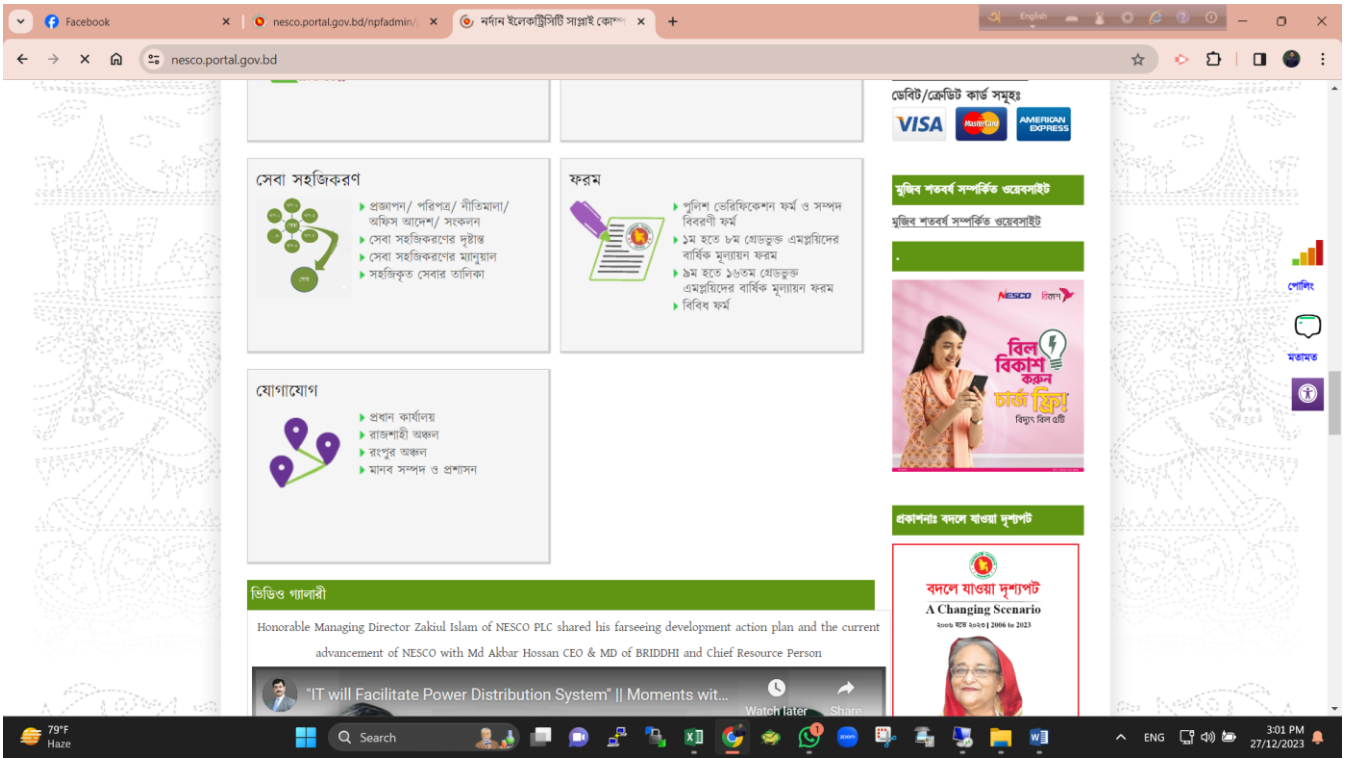 Facebook
nesco.portal.gov.bd/npfadmin/
নর্দান ইলেকট্রিসিটি সাপ্লাই কোম্প
English
nesco.portal.gov.bd
ডেবিট/ক্রেডিট কার্ড সমূহঃ
VISA MasterCard AMERICAN EXPRESS
সেবা সহজিকরণ
প্রজ্ঞাপন/ পরিপত্র/ নীতিমালা/
অফিস আদেশ/ সংকলন
সেবা সহজিকরণের দৃষ্টান্ত
সেবা সহজিকরণের ম্যানুয়াল
সহজিকৃত সেবার তালিকা
ফরম
পুলিশ ভেরিফিকেশন ফর্ম ও সম্পদ
বিবরণী ফর্ম
১ম হতে ৮ম গ্রেডভুক্ত এমপ্লয়িদের
বার্ষিক মূল্যায়ন ফরম
৯ম হতে ১৬তম গ্রেডভুক্ত
এমপ্লয়িদের বার্ষিক মূল্যায়ন ফরম
বিবিধ ফর্ম
মুজিব শতবর্ষ সম্পর্কিত ওয়েবসাইট
মুজিব শতবর্ষ সম্পর্কিত ওয়েবসাইট
.
NESCO বিকাশ
বিল
বিকাশ
করুন
চার্জ ফ্রি!
বিদ্যুৎ বিল ৫টি
পোলিং
মতামত
যোগাযোগ
প্রধান কার্যালয়
রাজশাহী অঞ্চল
রংপুর অঞ্চল
মানব সম্পদ ও প্রশাসন
প্রকাশনাঃ বদলে যাওয়া দৃশ্যপট
বদলে যাওয়া দৃশ্যপট
A Changing Scenario
২০০৬ হতে ২০২৩ | 2006 to 2023
ভিডিও গ্যালারী
Honorable Managing Director Zakiul Islam of NESCO PLC shared his farseeing development action plan and the current
advancement of NESCO with Md Akbar Hossan CEO & MD of BRIDDHI and Chief Resource Person
"IT will Facilitate Power Distribution System" || Moments wit...
Watch later Share
79°F
Haze
Search
1
zoom
ENG
3:01 PM
27/12/2023